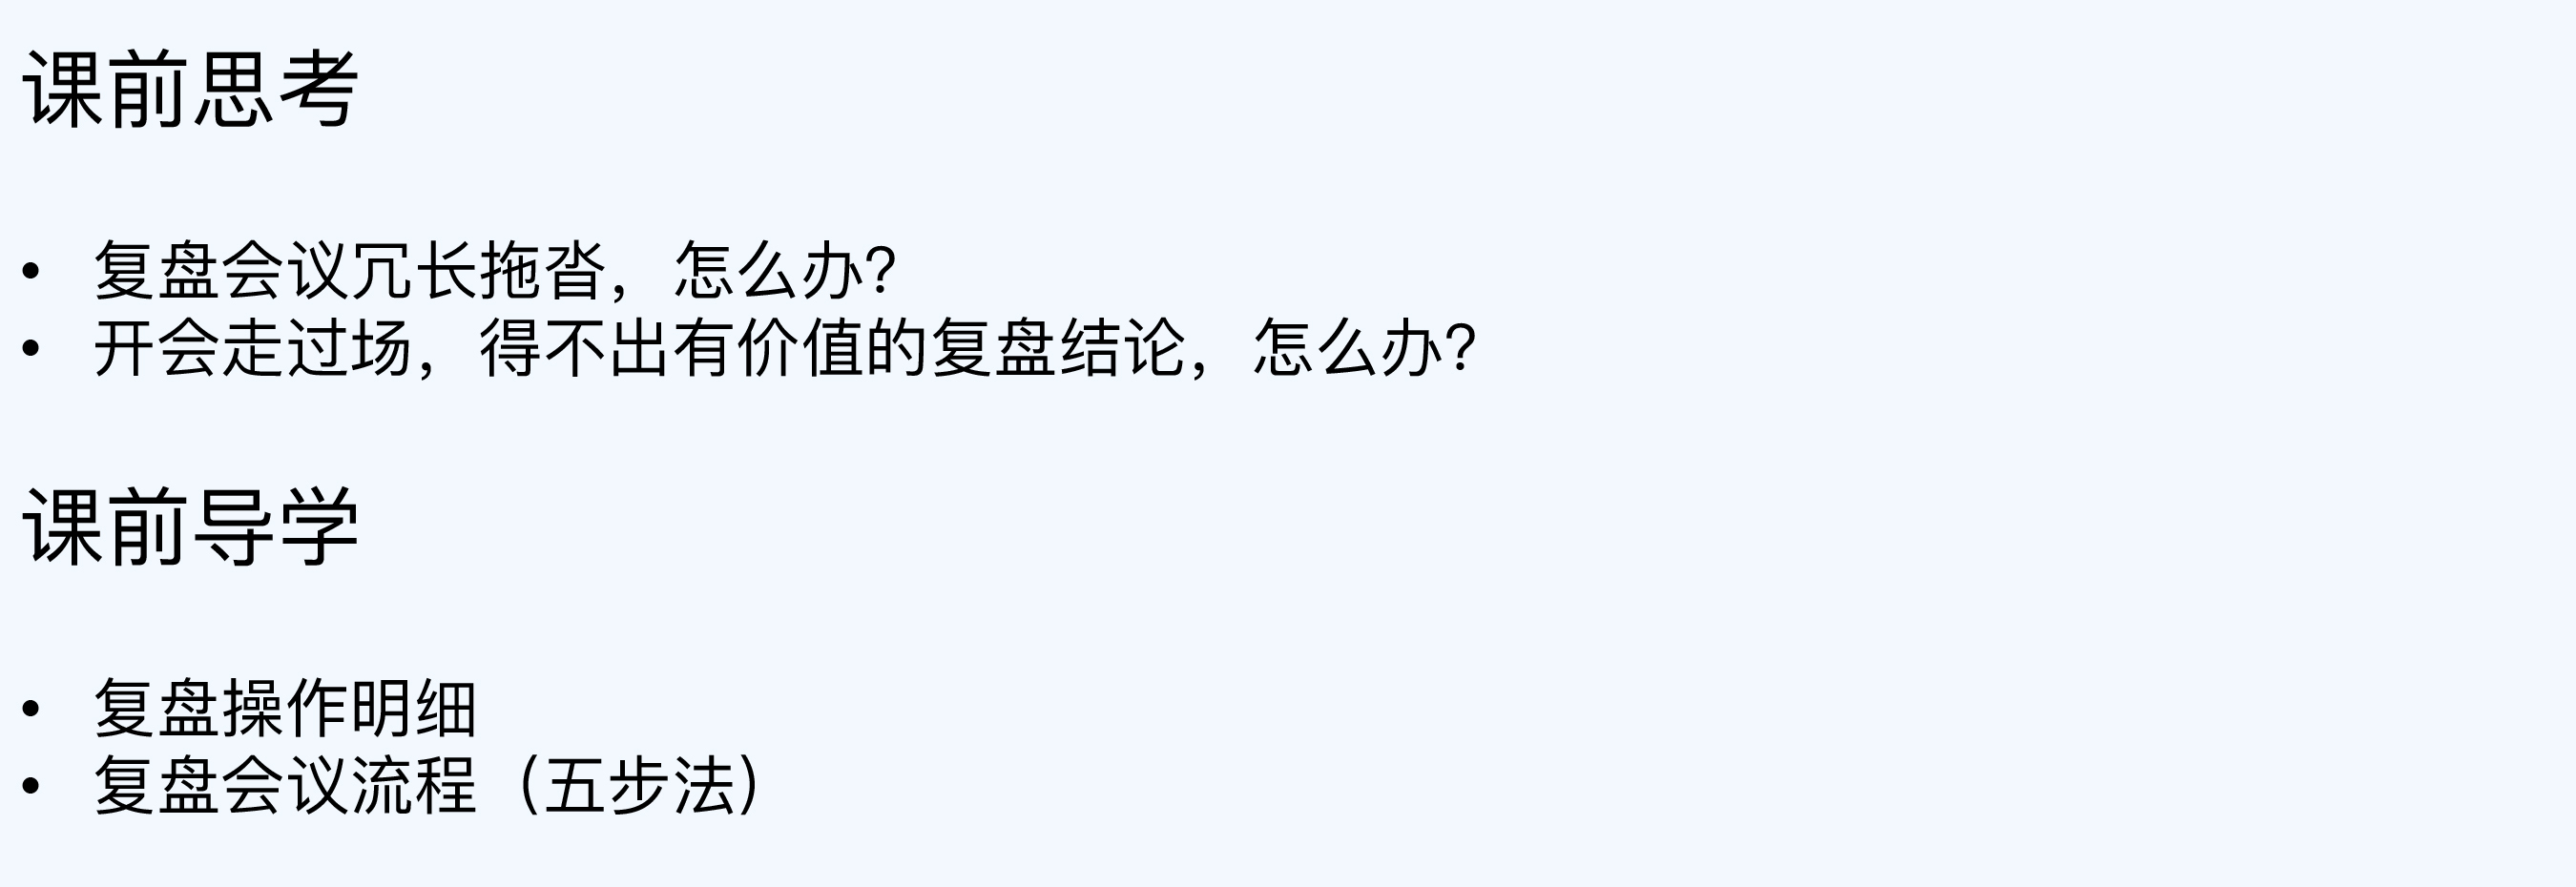 课前思考
• 复盘会议冗长拖沓，怎么办?
• 开会走过场，得不出有价值的复盘结论，怎么办?
课前导学
• 复盘操作明细
• 复盘会议流程（五步法）